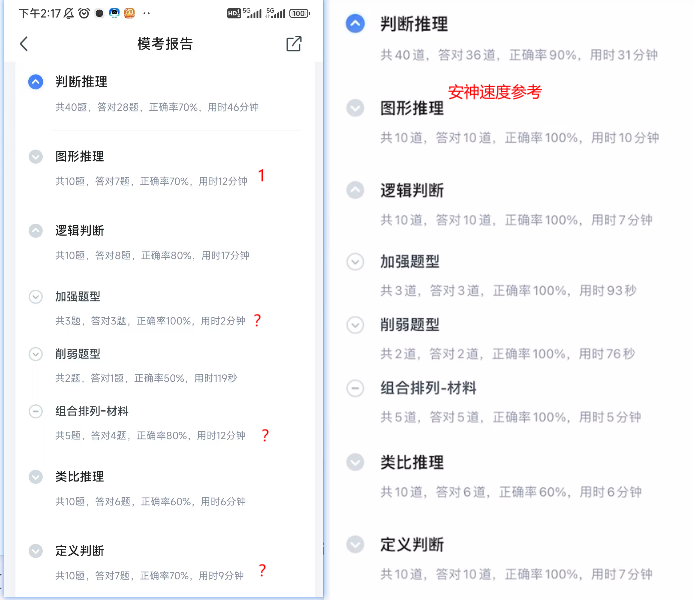 下午2:17
模考报告
判断推理
共40题，答对28题，正确率70%，用时46分钟
图形推理
共10题，答对7题，正确率70%，用时12分钟
1
逻辑判断
共10题，答对8题，正确率80%，用时17分钟
加强题型
共3题，答对3题，正确率100%，用时2分钟
?
削弱题型
共2题，答对1题，正确率50%，用时119秒
组合排列-材料
共5题，答对4题，正确率80%，用时12分钟
?
类比推理
共10题，答对6题，正确率60%，用时6分钟
定义判断
共10题，答对7题，正确率70%，用时9分钟
?
判断推理
共40道，答对36道，正确率90%，用时31分钟
安神速度参考
图形推理
共10道，答对10道，正确率100%，用时10分钟
逻辑判断
共10道，答对10道，正确率100%，用时7分钟
加强题型
共3道，答对3道，正确率100%，用时93秒
削弱题型
共2道，答对2道，正确率100%，用时76秒
组合排列-材料
共5道，答对5道，正确率100%，用时5分钟
类比推理
共10道，答对6道，正确率60%，用时6分钟
定义判断
共10道，答对10道，正确率100%，用时7分钟